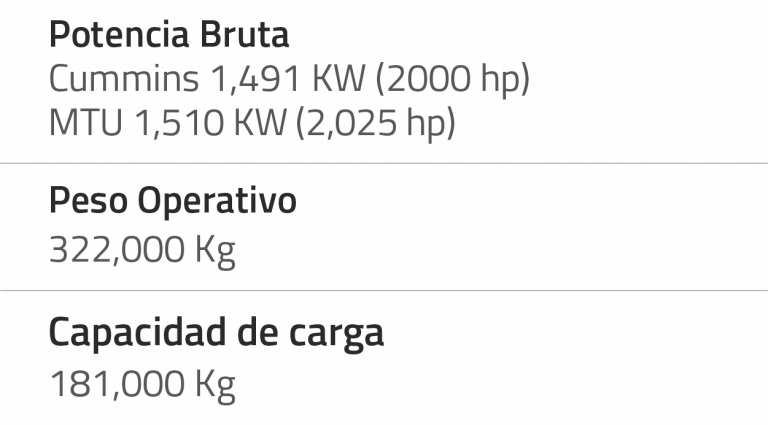 Potencia Bruta
Cummins 1,491 KW (2000 hp)
MTU 1,510 KW (2,025 hp)
Peso Operativo
322,000 Kg
Capacidad de carga
181,000 Kg